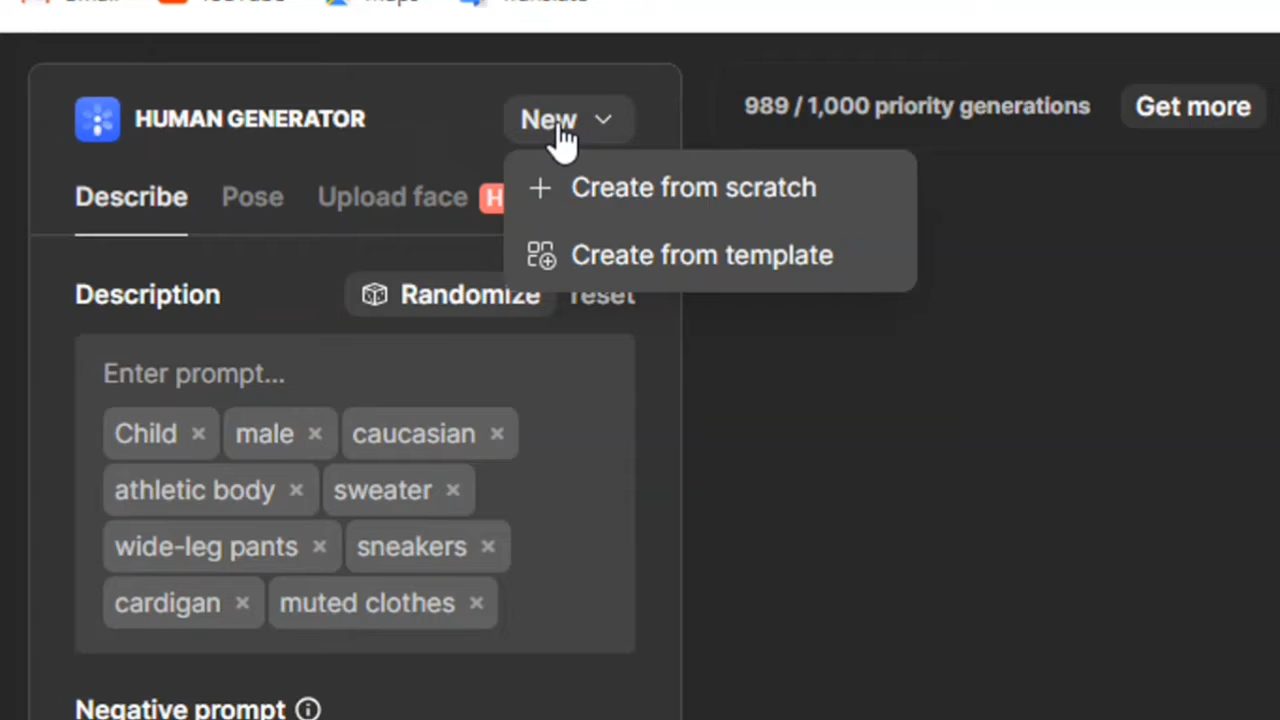 HUMAN GENERATOR
New
989 / 1,000 priority generations
Get more
Describe
Pose
Upload face
H
Create from scratch
Create from template
Description
Randomize
reset
Enter prompt...
Child ×
male ×
caucasian ×
athletic body ×
sweater ×
wide-leg pants ×
sneakers ×
cardigan ×
muted clothes ×
Negative prompt